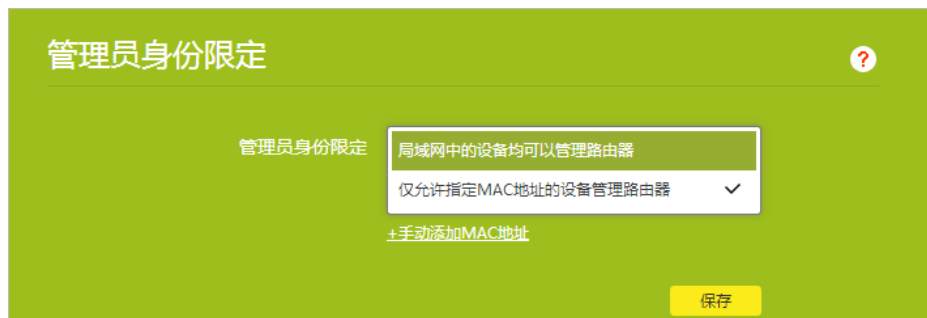 管理员身份限定
?
管理员身份限定
局域网中的设备均可以管理路由器
仅允许指定MAC地址的设备管理路由器
+手动添加MAC地址
保存